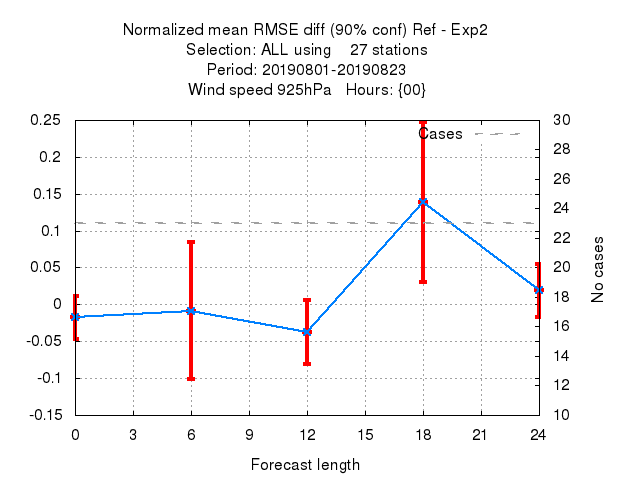 Normalized mean RMSE diff (90% conf) Ref - Exp2
Selection: ALL using    27 stations
Period: 20190801-20190823
Wind speed 925hPa   Hours: {00}
Cases
0.25
0.2
0.15
0.1
0.05
0
-0.05
-0.1
-0.15
30
28
26
24
22
20
18
16
14
12
10
No cases
0 3 6 9 12 15 18 21 24
Forecast length